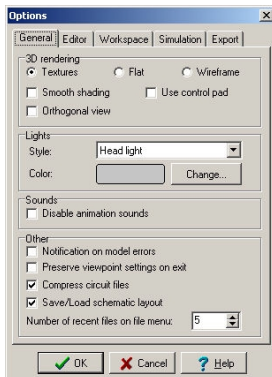 Options
General Editor Workspace Simulation Export
3D rendering
Textures Flat Wireframe
Smooth shading Use control pad
Orthogonal view
Lights
Style: Head light
Color: Change...
Sounds
Disable animation sounds
Other
Notification on model errors
Preserve viewpoint settings on exit
Compress circuit files
Save/Load schematic layout
Number of recent files on file menu: 5
OK Cancel Help